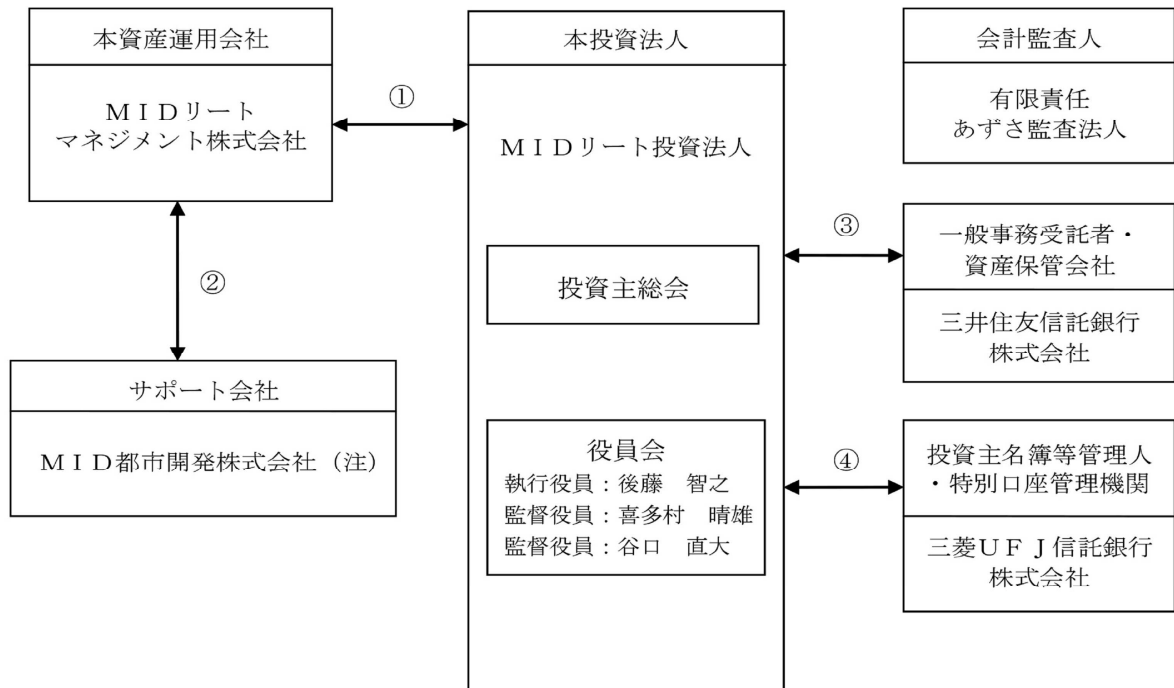 本資産運用会社
ＭＩＤリート
マネジメント株式会社
①
②
サポート会社
ＭＩＤ都市開発株式会社（注）
本投資法人
ＭＩＤリート投資法人
投資主総会
役員会
執行役員：後藤　智之
監督役員：喜多村　晴雄
監督役員：谷口　直大
会計監査人
有限責任
あずさ監査法人
③
一般事務受託者・
資産保管会社
三井住友信託銀行
株式会社
④
投資主名簿等管理人
・特別口座管理機関
三菱ＵＦＪ信託銀行
株式会社